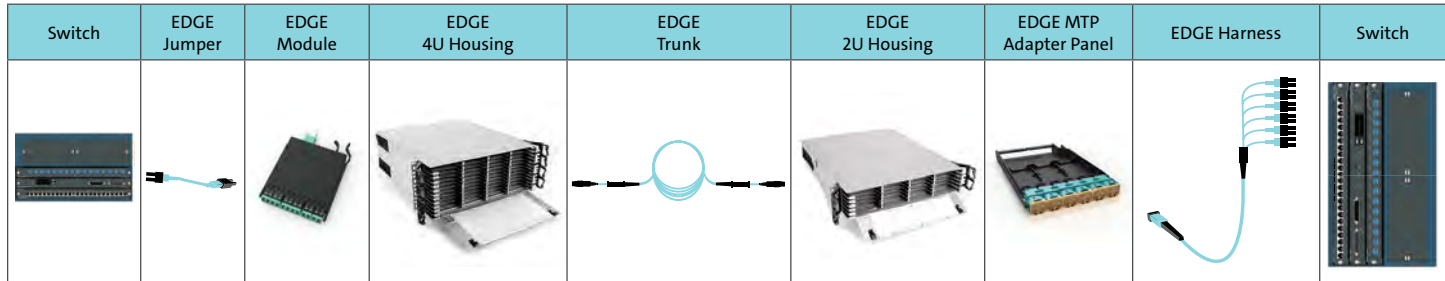 Switch
EDGE
Jumper
EDGE
Module
EDGE
4U Housing
EDGE
Trunk
EDGE
2U Housing
EDGE MTP
Adapter Panel
EDGE Harness
Switch